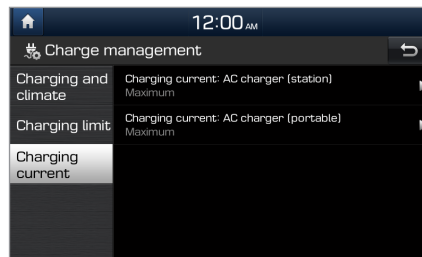 12:00 AM
Charge management
Charging and
climate
Charging current: AC charger (station)
Maximum
Charging limit
Charging current: AC charger (portable)
Maximum
Charging
current